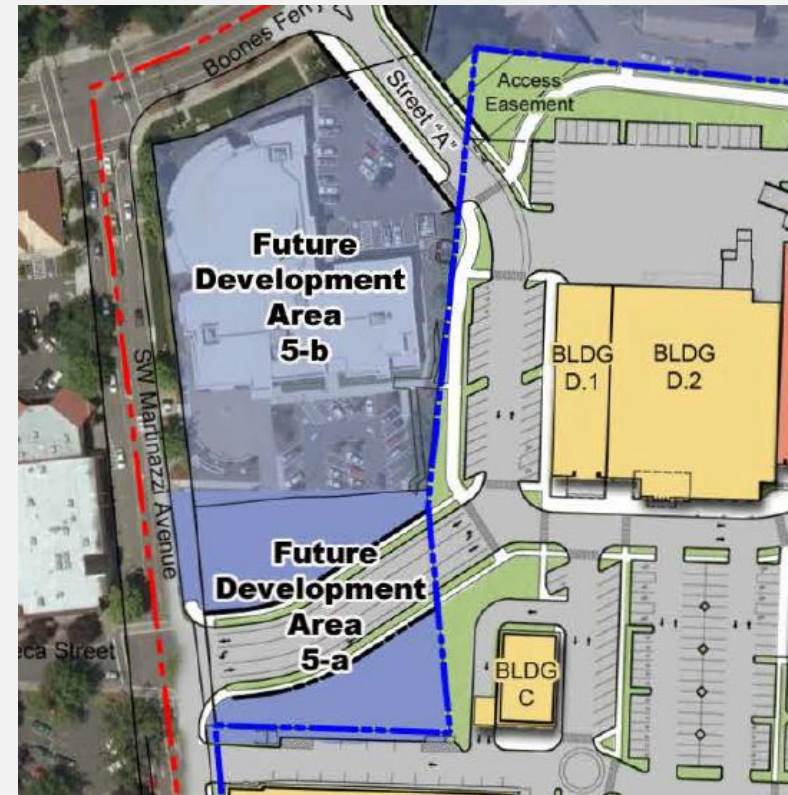 Boones Ferry
Street "A"
Access
Easement
Future
Development
Area
5-b
BLDG
D.1
BLDG
D.2
SW Martinazzi Avenue
Future
Development
Area
5-a
eca Street
BLDG
C